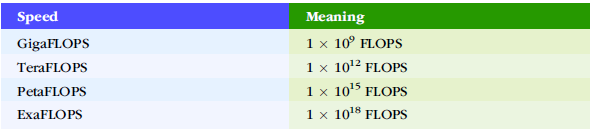 Speed Meaning
GigaFLOPS 1 × 10⁹ FLOPS
TeraFLOPS 1 × 10¹² FLOPS
PetaFLOPS 1 × 10¹⁵ FLOPS
ExaFLOPS 1 × 10¹⁸ FLOPS